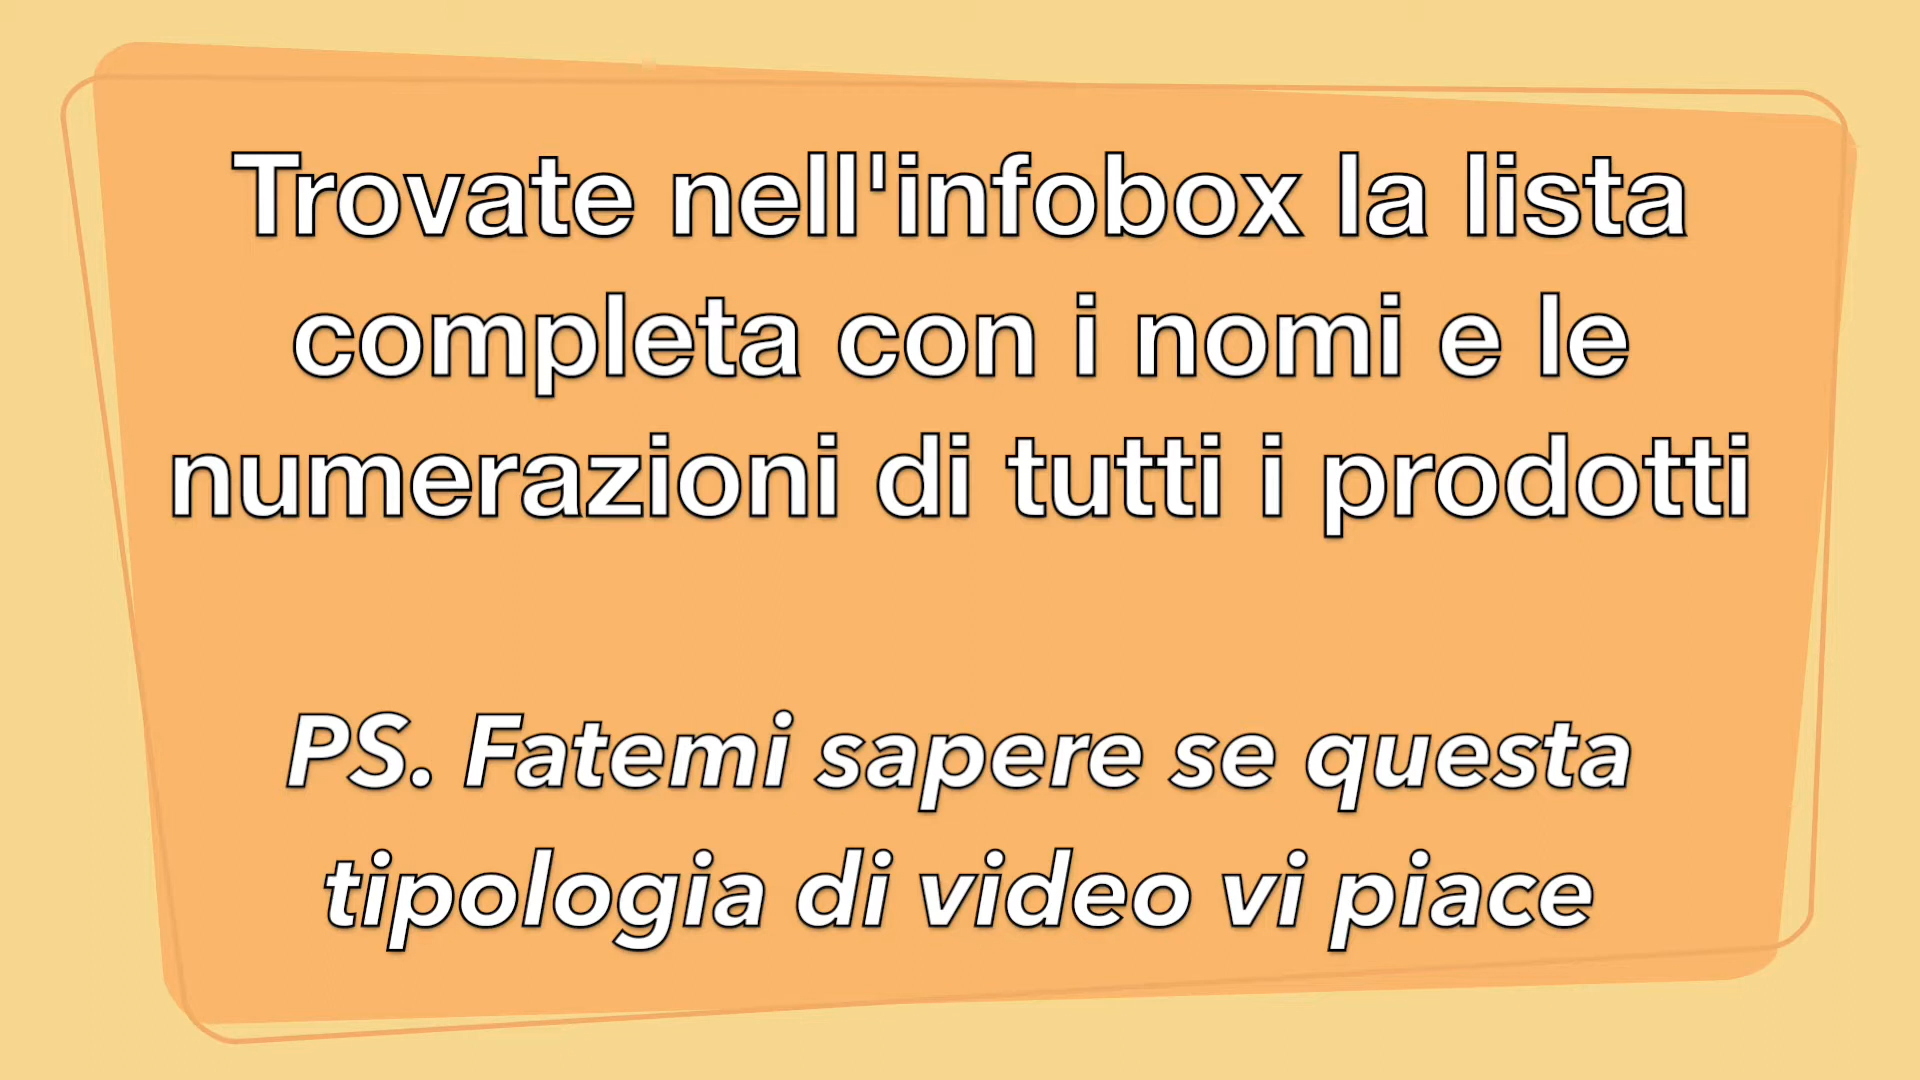 Trovate nell'infobox la lista
completa con i nomi e le
numerazioni di tutti i prodotti
PS. Fatemi sapere se questa
tipologia di video vi piace